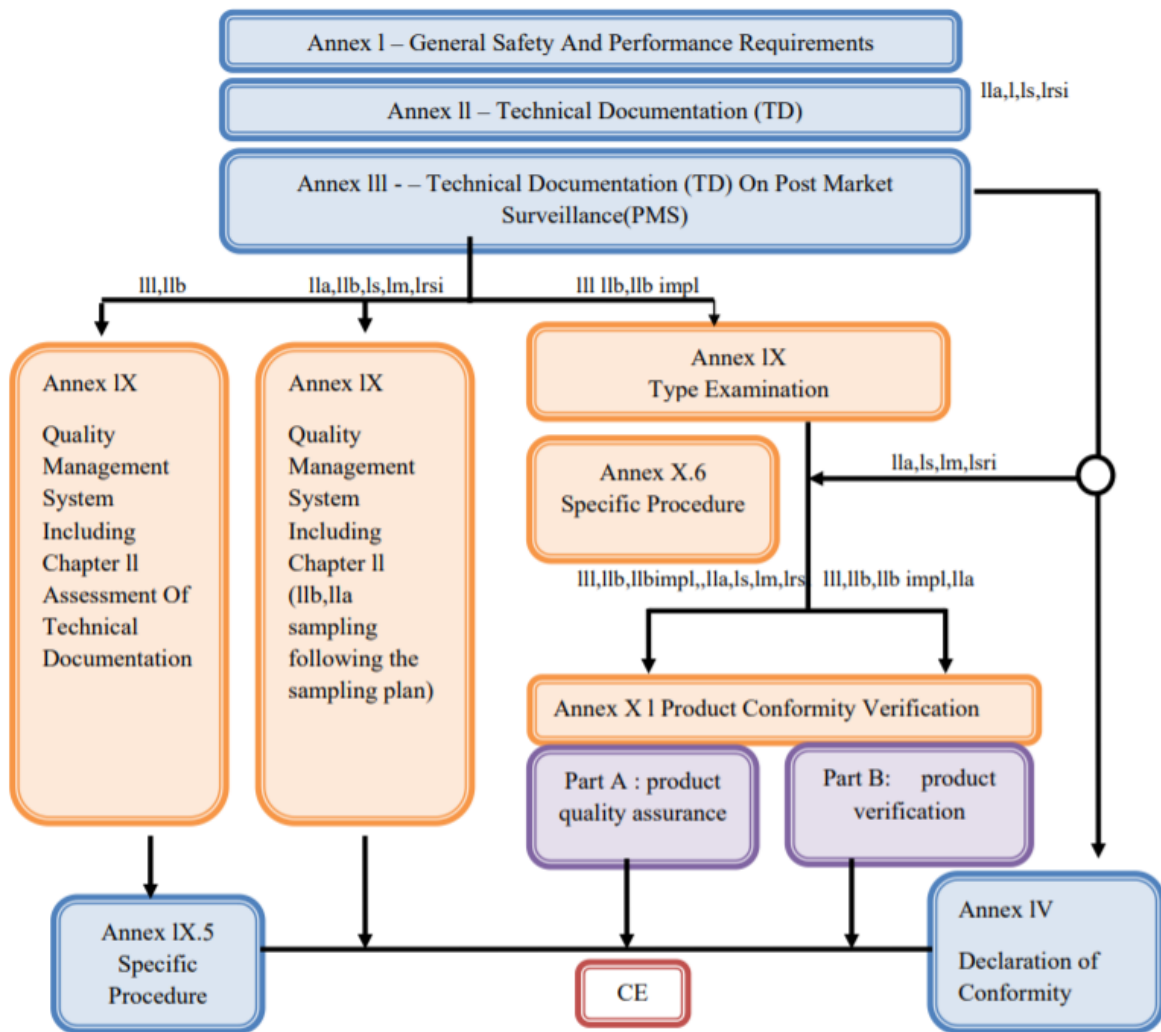 Annex l – General Safety And Performance Requirements
lla,l,ls,lrsi
Annex ll – Technical Documentation (TD)
Annex lll - – Technical Documentation (TD) On Post Market
Surveillance(PMS)
lll,llb
lla,llb,ls,lm,lrsi
lll llb,llb impl
Annex lX
Quality
Management
System
Including
Chapter ll
Assessment Of
Technical
Documentation
Annex lX
Quality
Management
System
Including
Chapter ll
(llb,lla
sampling
following the
sampling plan)
Annex lX
Type Examination
Annex X.6
Specific Procedure
lla,ls,lm,lsri
lll,llb,llbimpl,,lla,ls,lm,lrs
lll,llb,llb impl,lla
Annex X l Product Conformity Verification
Part A : product
quality assurance
Part B: product
verification
Annex lX.5
Specific
Procedure
CE
Annex lV
Declaration of
Conformity